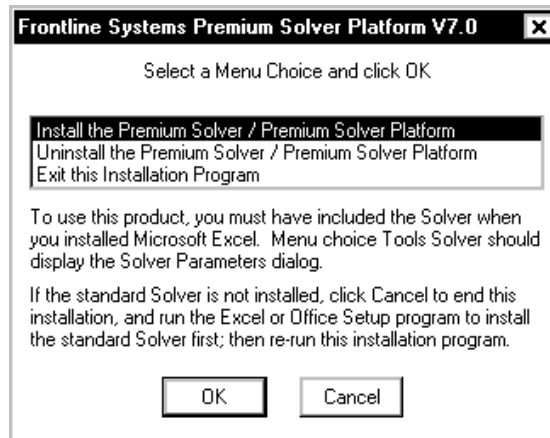 Frontline Systems Premium Solver Platform V7.0
Select a Menu Choice and click OK
Install the Premium Solver / Premium Solver Platform
Uninstall the Premium Solver / Premium Solver Platform
Exit this Installation Program
To use this product, you must have included the Solver when
you installed Microsoft Excel. Menu choice Tools Solver should
display the Solver Parameters dialog.
If the standard Solver is not installed, click Cancel to end this
installation, and run the Excel or Office Setup program to install
the standard Solver first; then re-run this installation program.
OK Cancel